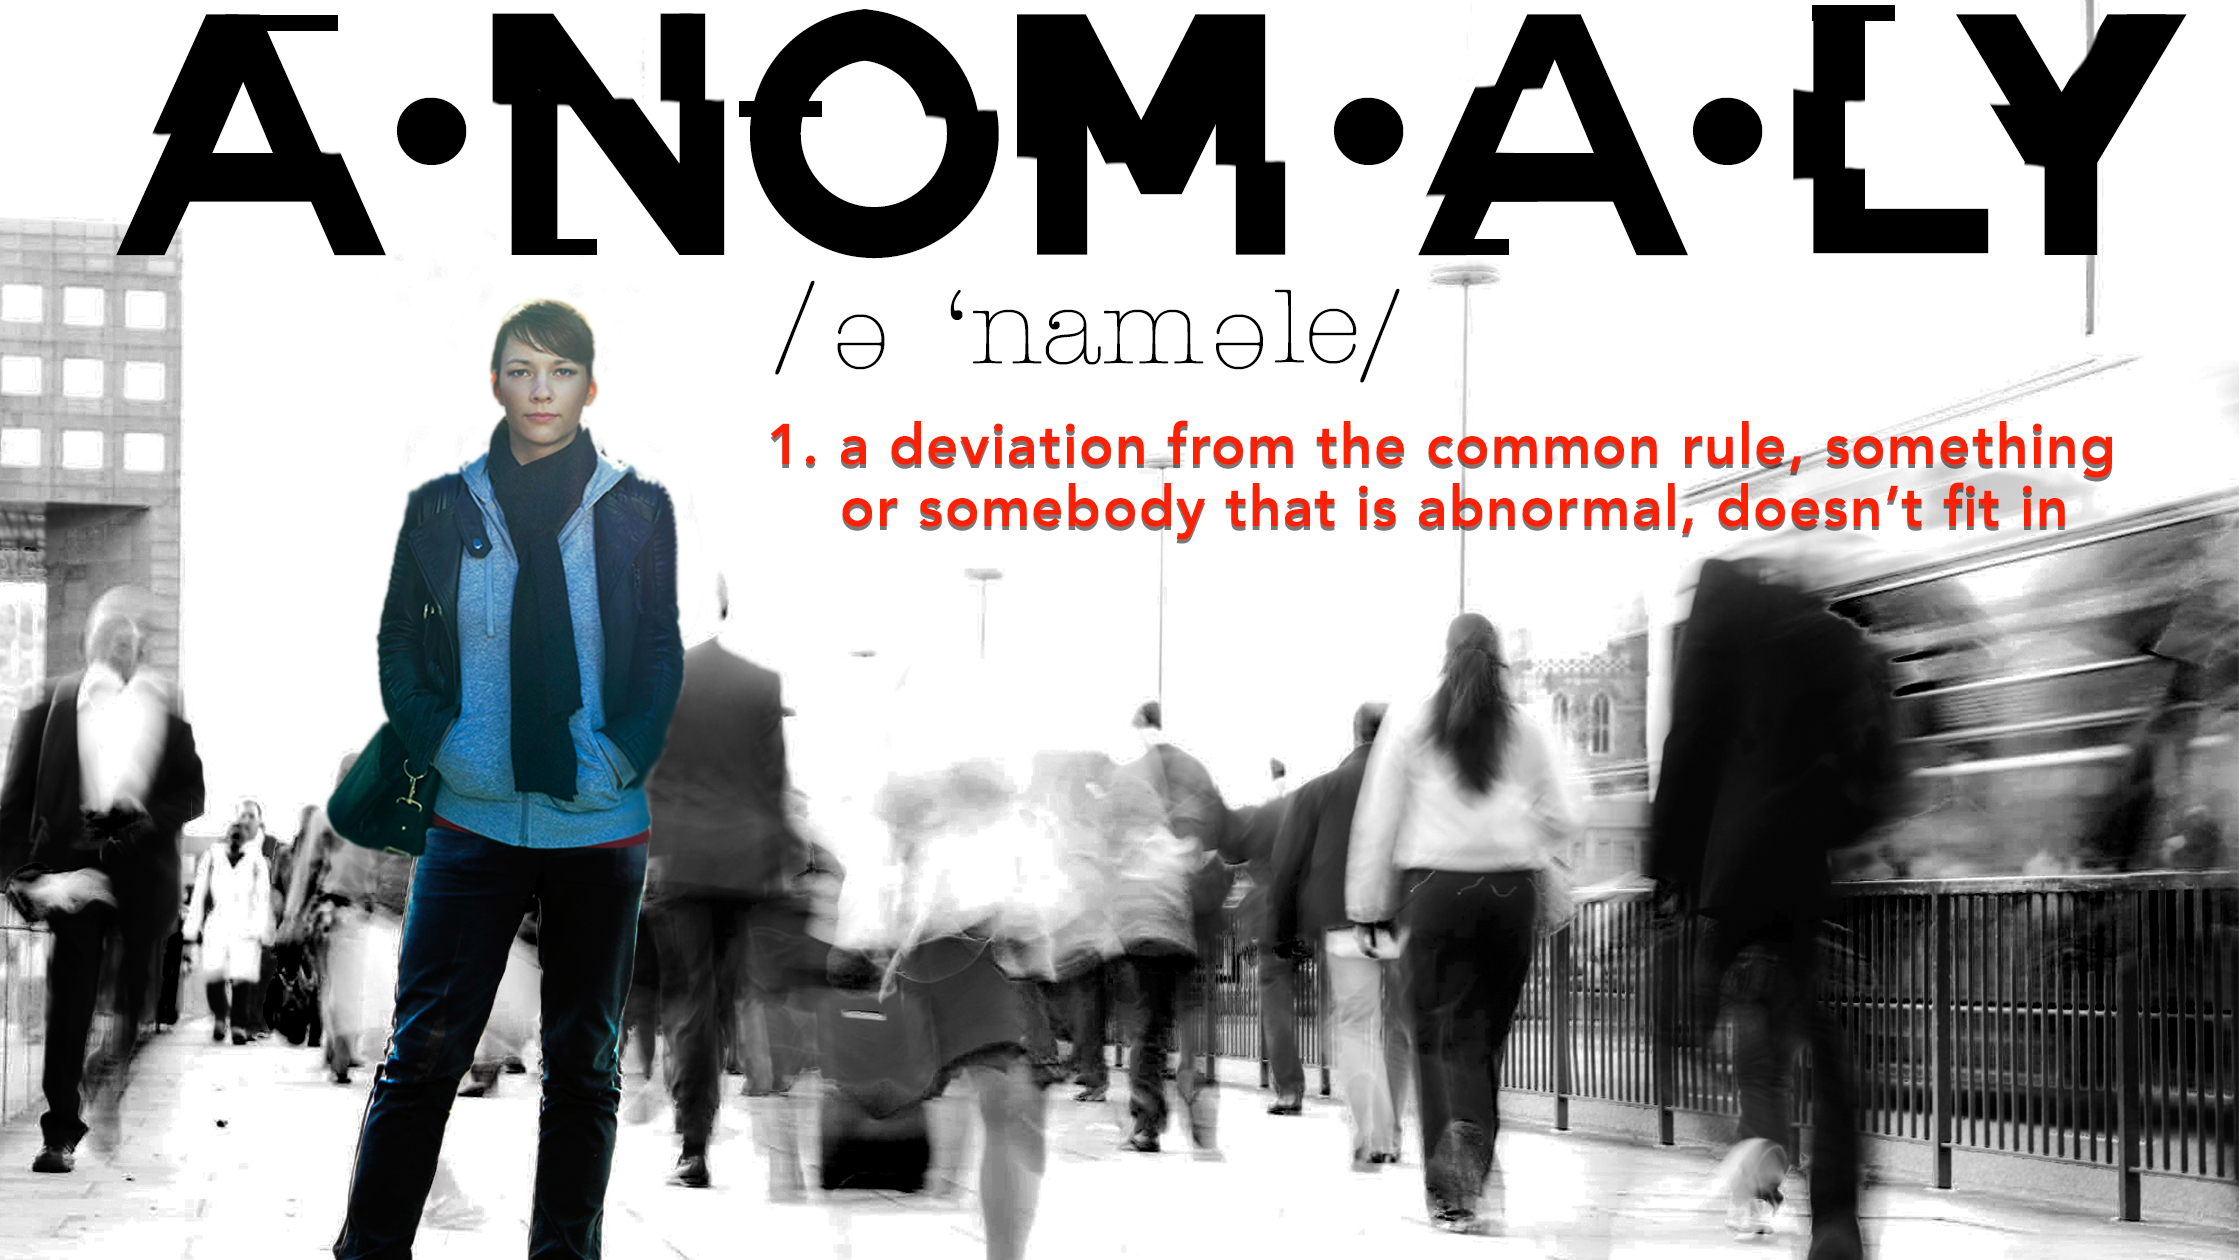 A·NOM·A·LY
/ə ‘naməle/
1. a deviation from the common rule, something
or somebody that is abnormal, doesn’t fit in